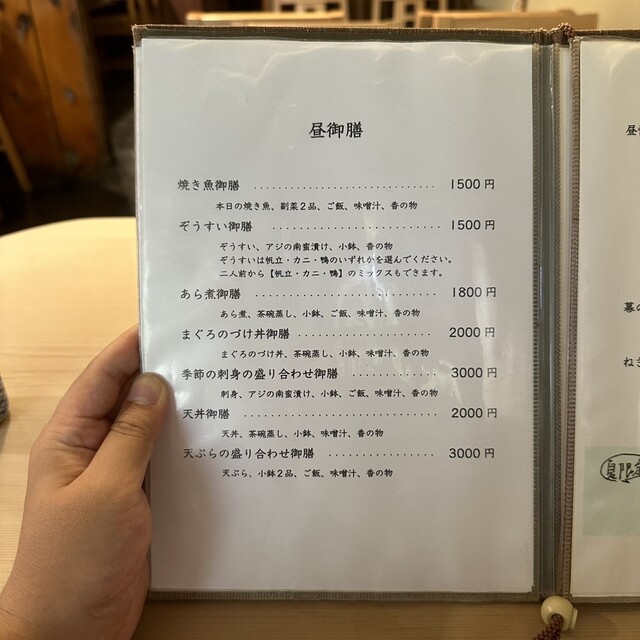 昼御膳
焼き魚御膳 .............................. 1500円
本日の焼き魚、副菜2品、ご飯、味噌汁、香の物
ぞうすい御膳 ........................... 1500円
ぞうすい、アジの南蛮漬け、小鉢、香の物
ぞうすいは帆立・カニ・鴨のいずれかを選んでください。
二人前から【帆立・カニ・鴨】のミックスもできます。
あら煮御膳 .............................. 1800円
あら煮、茶碗蒸し、小鉢、ご飯、味噌汁、香の物
まぐろのづけ丼御膳 ...................... 2000円
まぐろのづけ丼、茶碗蒸し、小鉢、味噌汁、香の物
季節の刺身の盛り合わせ御膳 ............... 3000円
刺身、アジの南蛮漬け、小鉢、ご飯、味噌汁、香の物
天丼御膳 ................................ 2000円
天丼、茶碗蒸し、小鉢、味噌汁、香の物
天ぷらの盛り合わせ御膳 .................. 3000円
天ぷら、小鉢2品、ご飯、味噌汁、香の物
昼
ねぎ